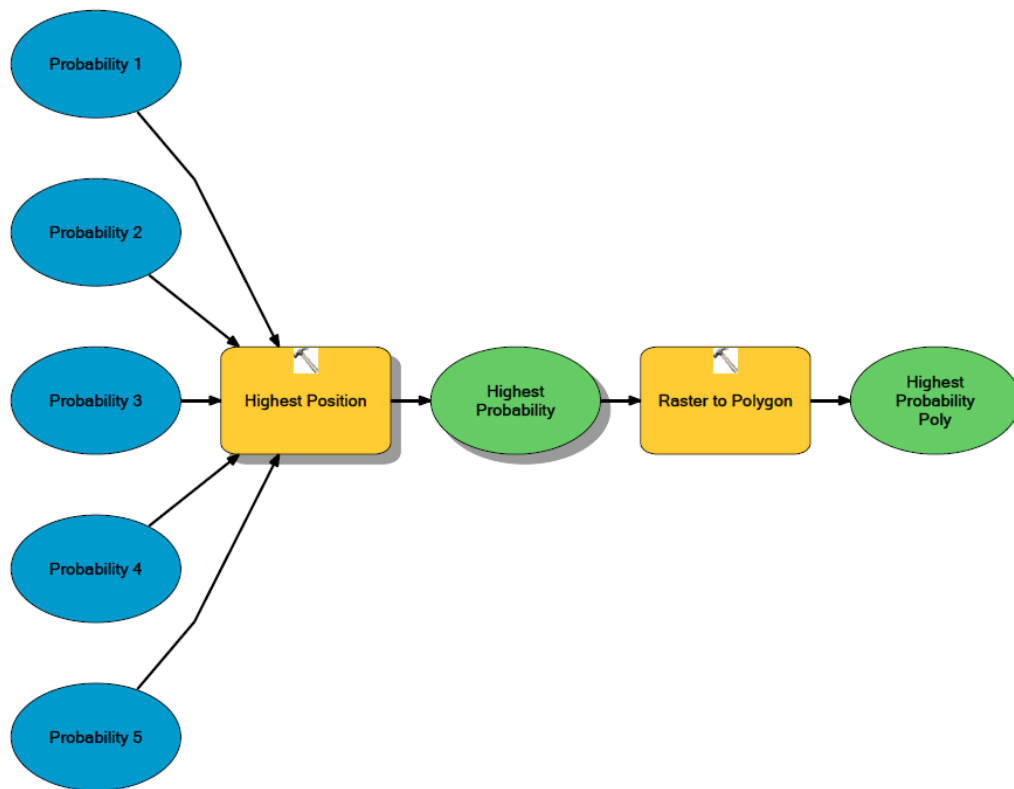 Probability 1
Probability 2
Probability 3
Highest Position
Highest
Probability
Raster to Polygon
Highest
Probability
Poly
Probability 4
Probability 5